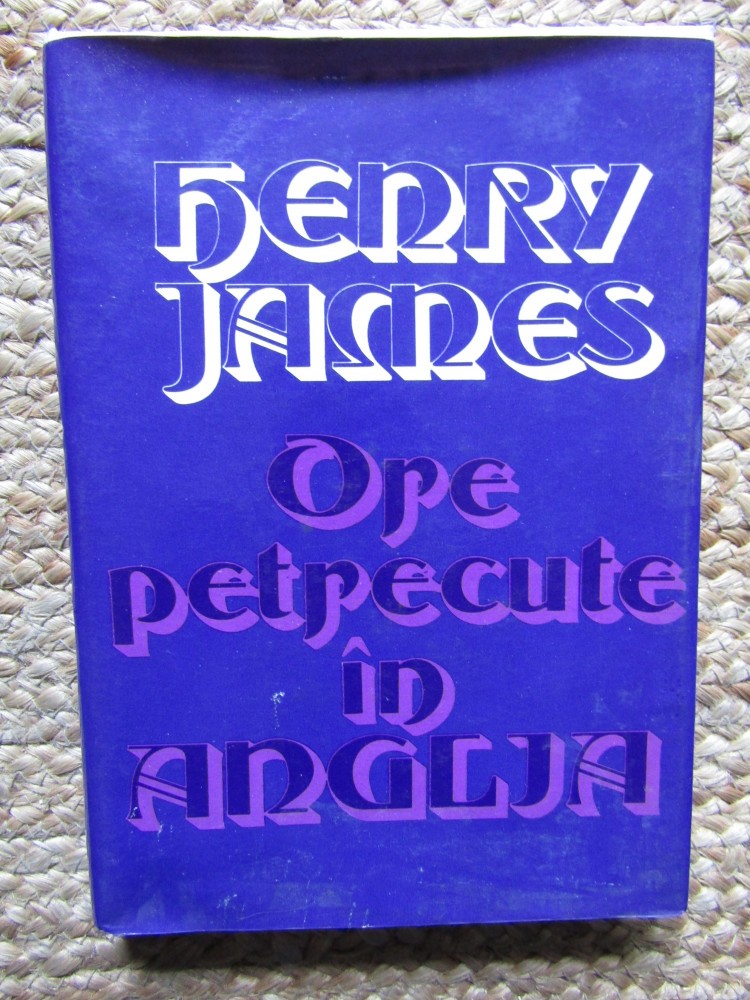 HENRY
JAMES
Ore
petrecute
în
ANGLIA